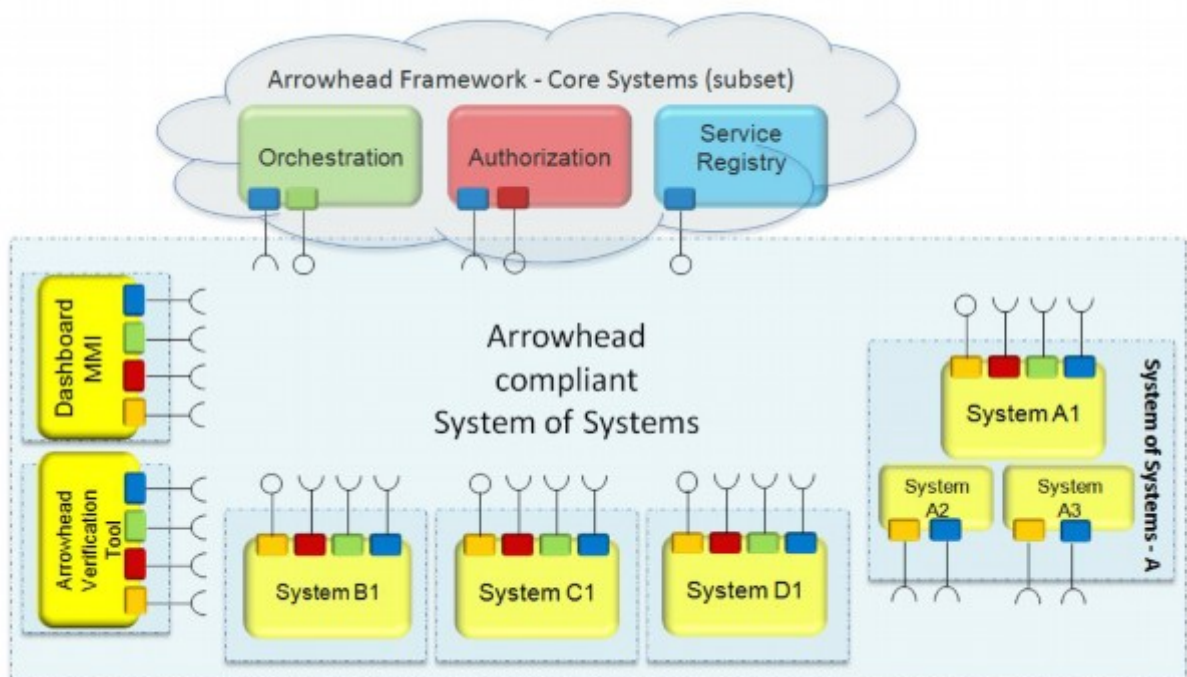 Arrowhead Framework - Core Systems (subset)
Orchestration
Authorization
Service
Registry
Dashboard
MMI
Arrowhead
compliant
System of Systems
System A1
System
A2
System
A3
System of Systems - A
Arrowhead
Verification
Tool
System B1
System C1
System D1